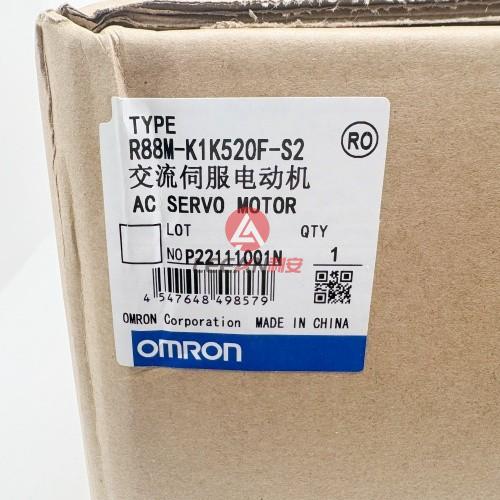 TYPE
R88M-K1K520F-S2
RO
交流伺服电动机
AC SERVO MOTOR
LOT
QTY
NO P22111001N
1
4 547648 498579
OMRON Corporation MADE IN CHINA
OMRON